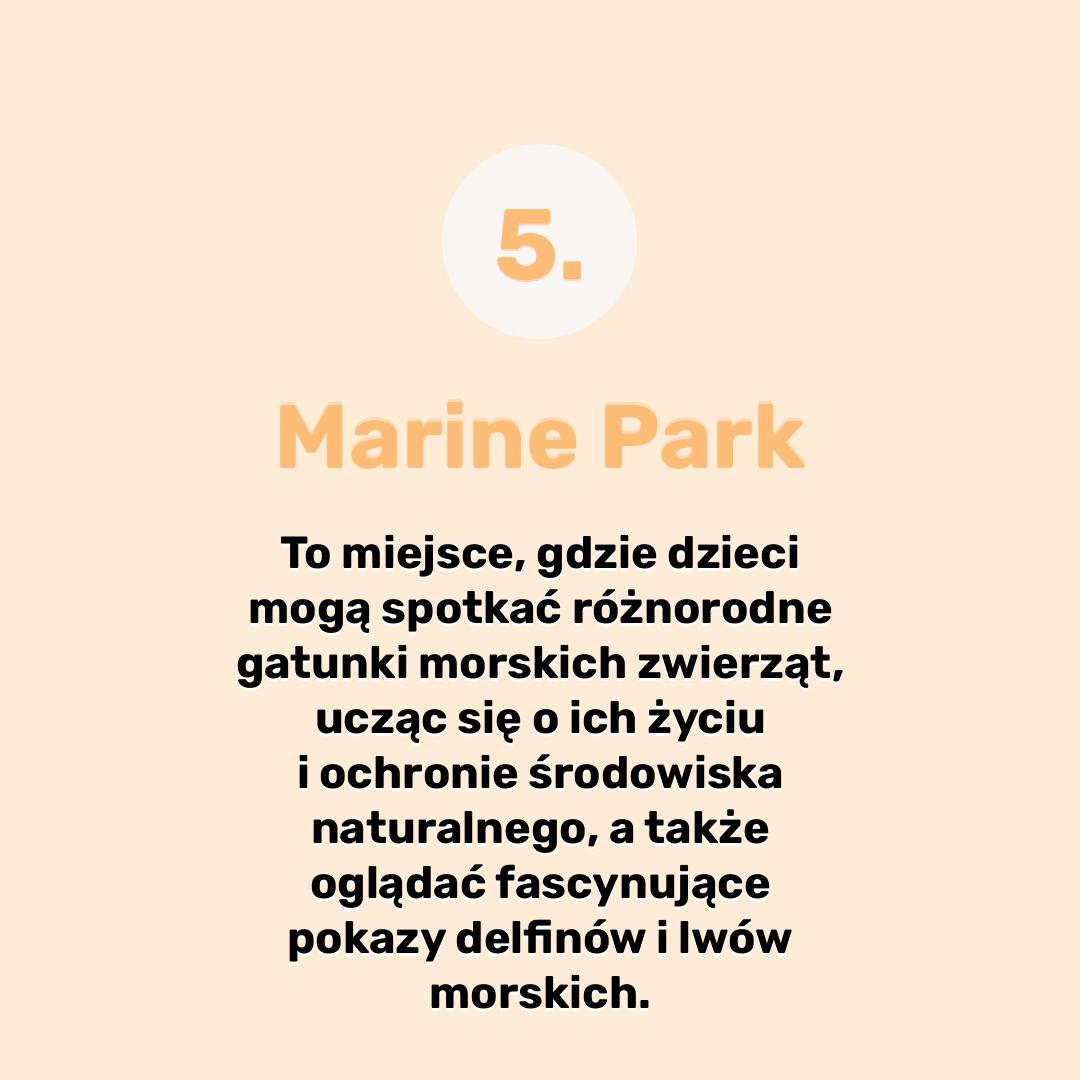 5.
Marine Park
To miejsce, gdzie dzieci
mogą spotkać różnorodne
gatunki morskich zwierząt,
ucząc się o ich życiu
i ochronie środowiska
naturalnego, a także
oglądać fascynujące
pokazy delfinów i lwów
morskich.